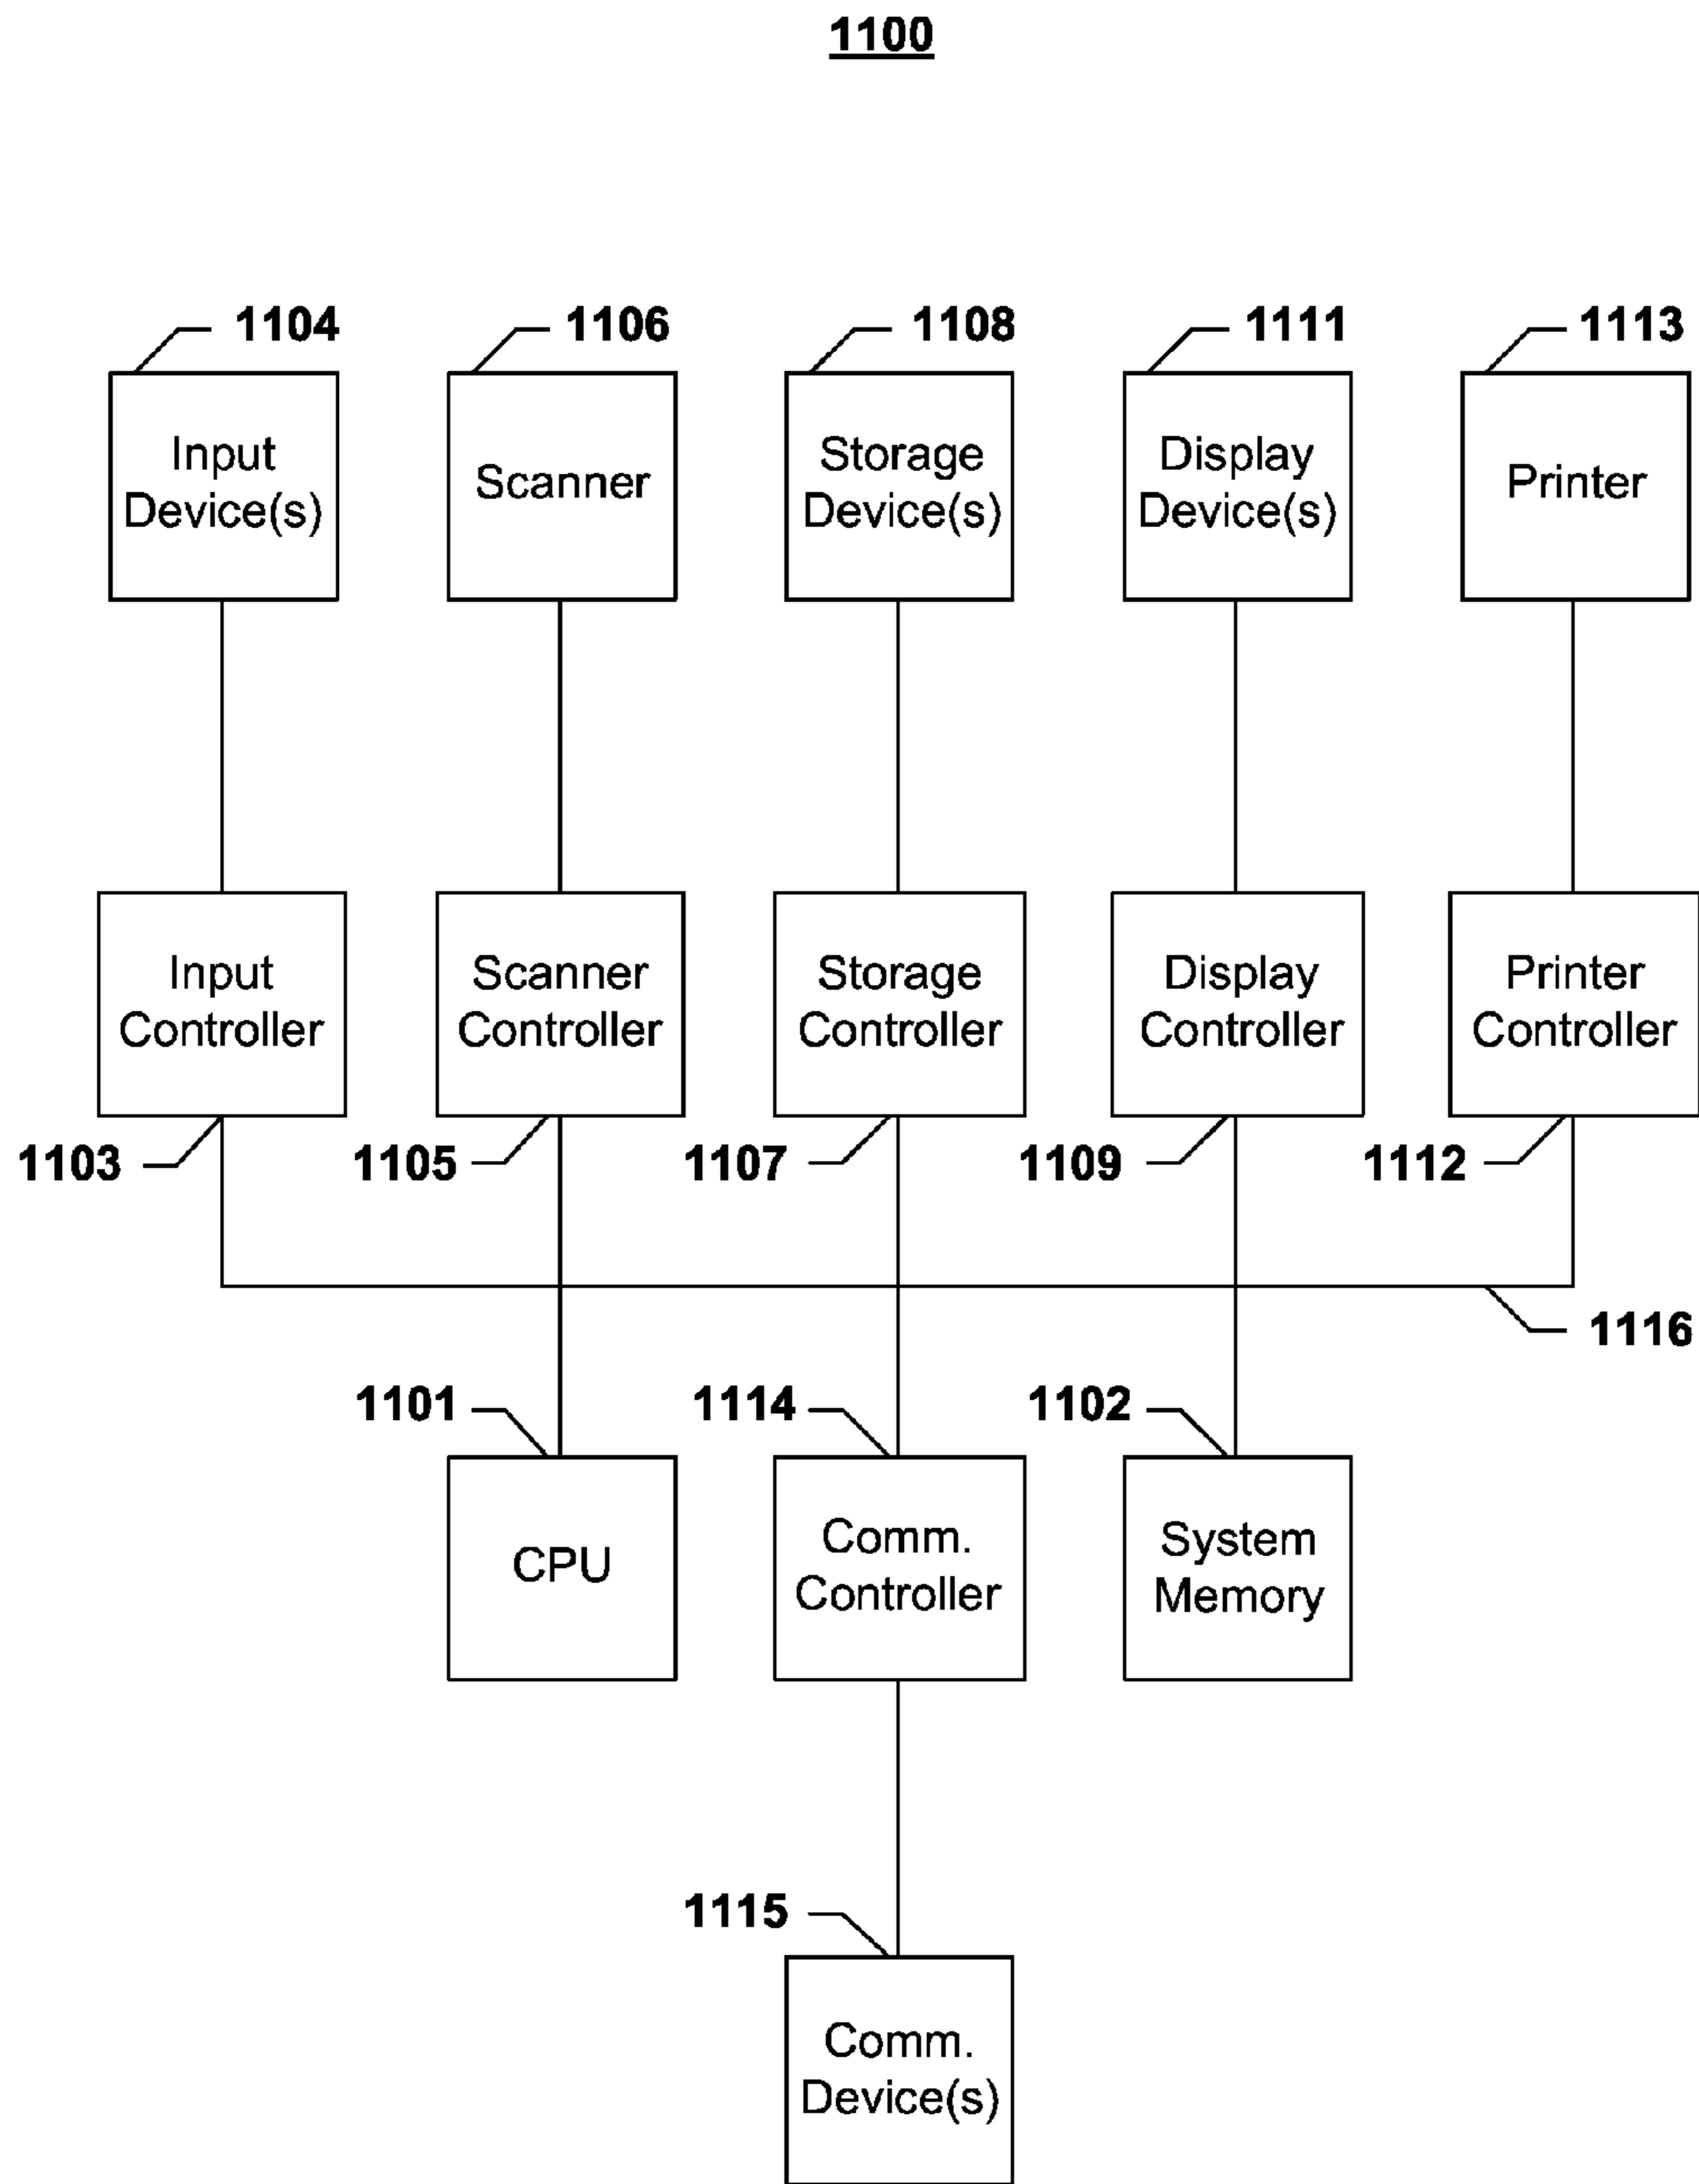 1100
1104
1106
1108
1111
1113
Input
Device(s)
Scanner
Storage
Device(s)
Display
Device(s)
Printer
Input
Controller
Scanner
Controller
Storage
Controller
Display
Controller
Printer
Controller
1103
1105
1107
1109
1112
1116
1101
1114
1102
CPU
Comm.
Controller
System
Memory
1115
Comm.
Device(s)